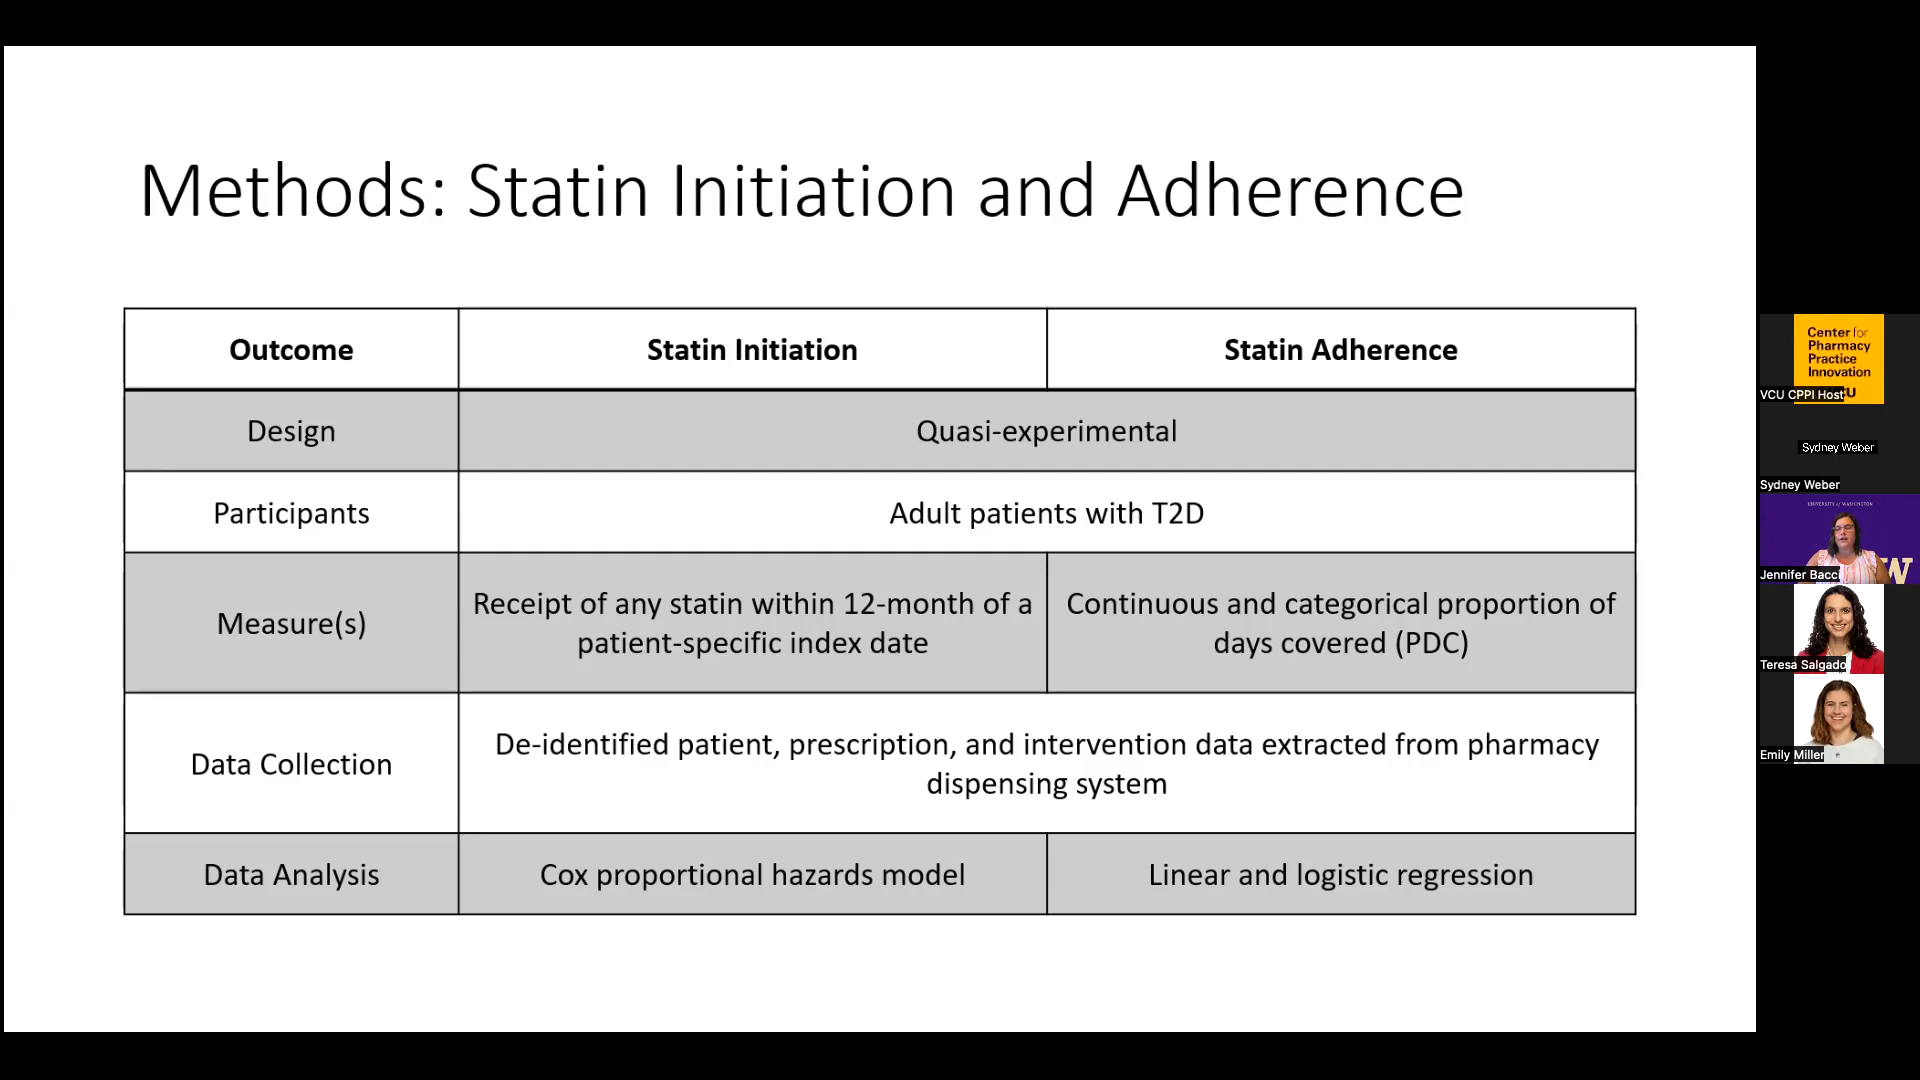 Methods: Statin Initiation and Adherence
Outcome
Statin Initiation
Statin Adherence
Design
Quasi-experimental
Participants
Adult patients with T2D
Measure(s)
Receipt of any statin within 12-month of a
patient-specific index date
Continuous and categorical proportion of
days covered (PDC)
Data Collection
De-identified patient, prescription, and intervention data extracted from pharmacy
dispensing system
Data Analysis
Cox proportional hazards model
Linear and logistic regression
Center for
Pharmacy
Practice
Innovation
VCU CPPI Host
Sydney Weber
Sydney Weber
UNIVERSITY of WASHINGTON
W
Jennifer Bacci
Teresa Salgado
Emily Miller